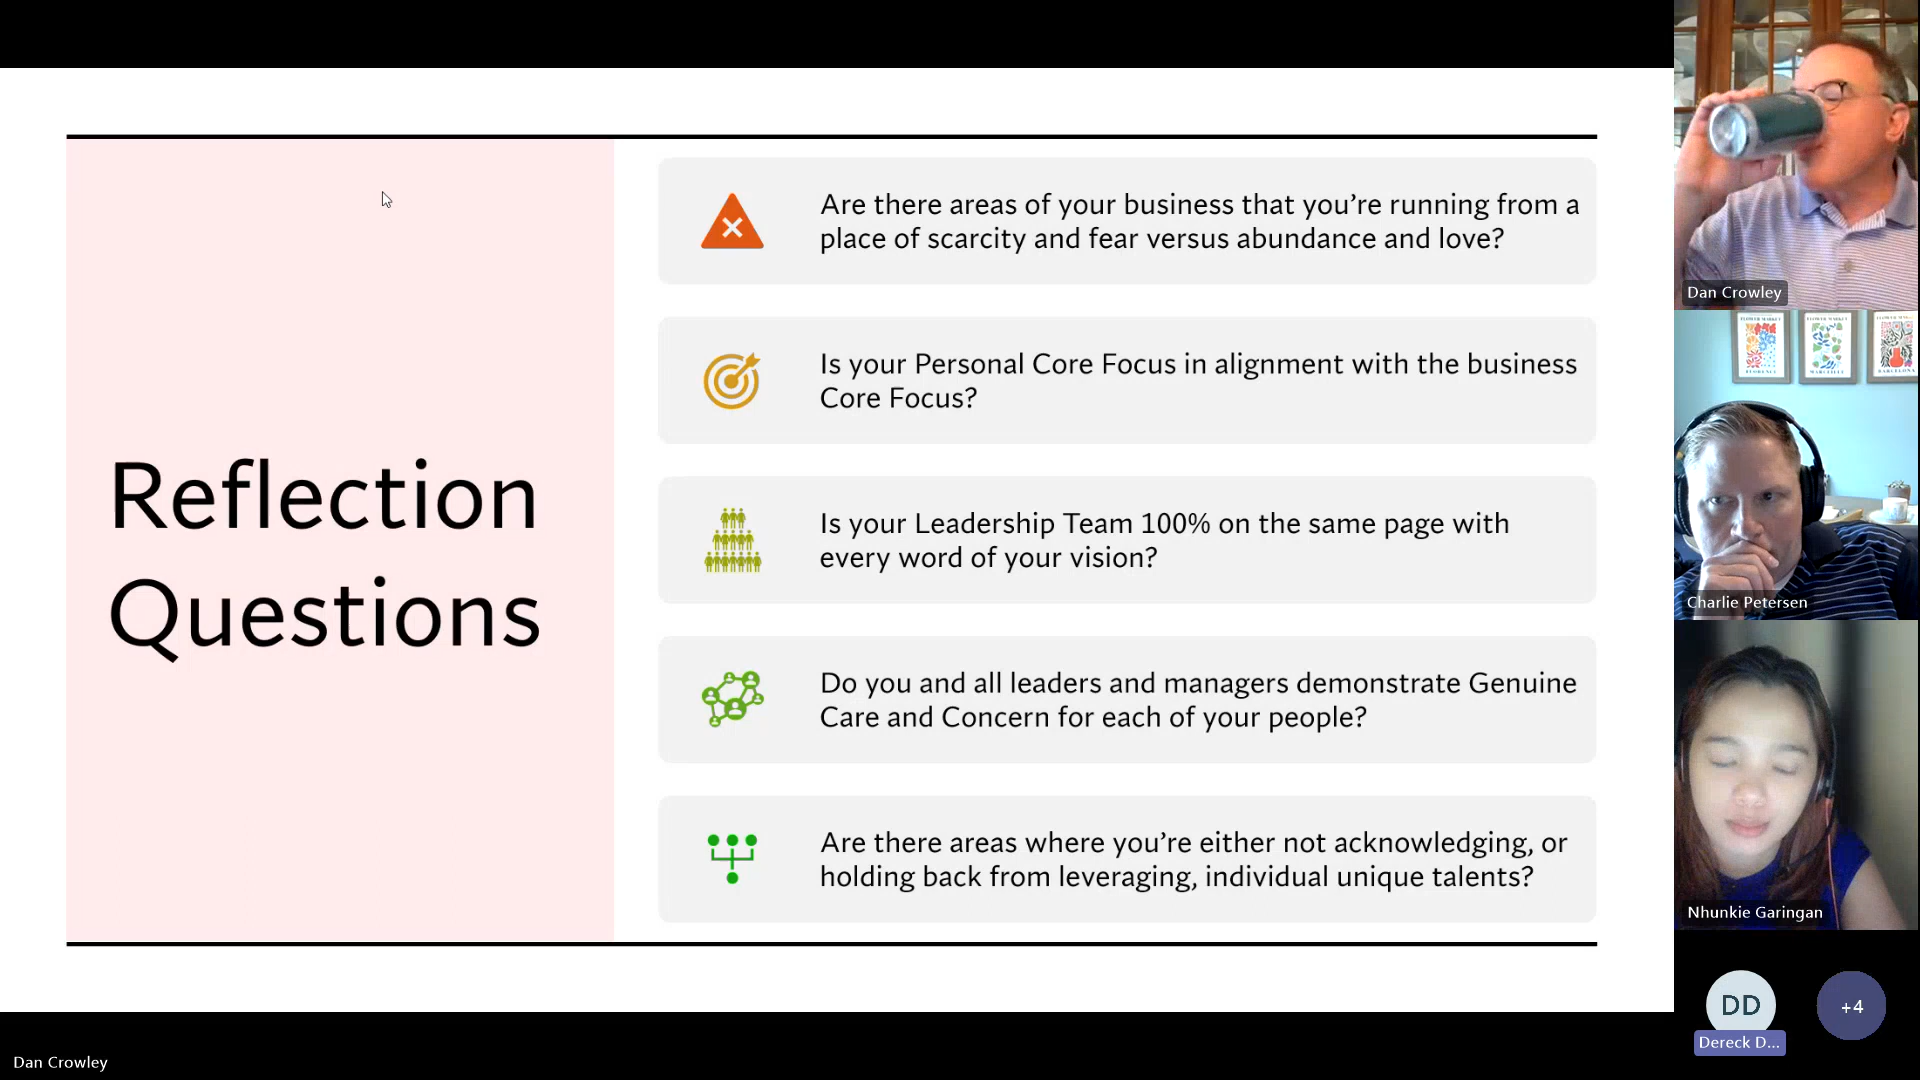 Reflection
Questions
Are there areas of your business that you’re running from a
place of scarcity and fear versus abundance and love?
Is your Personal Core Focus in alignment with the business
Core Focus?
Is your Leadership Team 100% on the same page with
every word of your vision?
Do you and all leaders and managers demonstrate Genuine
Care and Concern for each of your people?
Are there areas where you’re either not acknowledging, or
holding back from leveraging, individual unique talents?
Dan Crowley
Charlie Petersen
Nhunkie Garingan
DD
+4
Dereck D...
Dan Crowley